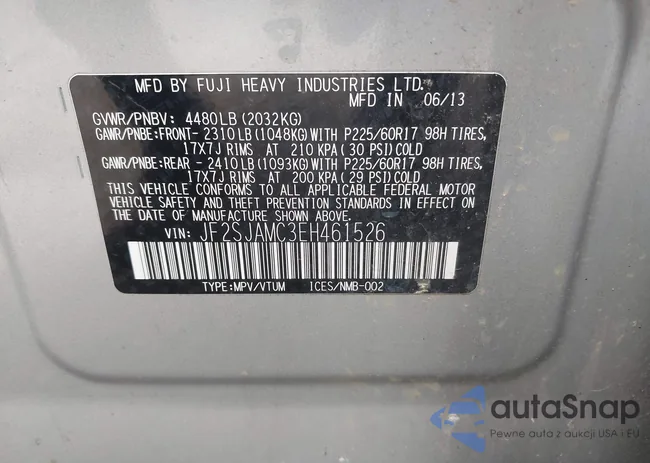 MFD BY FUJI HEAVY INDUSTRIES LTD.
MFD IN 06/13
GVWR/PNBV: 4480LB (2032KG)
GAWR/PNBE:FRONT- 2310LB (1048KG) WITH P225/60R17 98H TIRES,
17X7J RIMS AT 210 KPA (30 PSI) COLD
GAWR/PNBE:REAR - 2410LB (1093KG) WITH P225/60R17 98H TIRES,
17X7J RIMS AT 200 KPA (29 PSI) COLD
THIS VEHICLE CONFORMS TO ALL APPLICABLE FEDERAL MOTOR
VEHICLE SAFETY AND THEFT PREVENTION STANDARDS IN EFFECT
ON THE DATE OF MANUFACTURE SHOWN ABOVE.
VIN: JF2SJAMC3EH461526
TYPE:MPV/VTUM ICES/NMB-002
autaSnap
Pewne auta z aukcji USA i EU